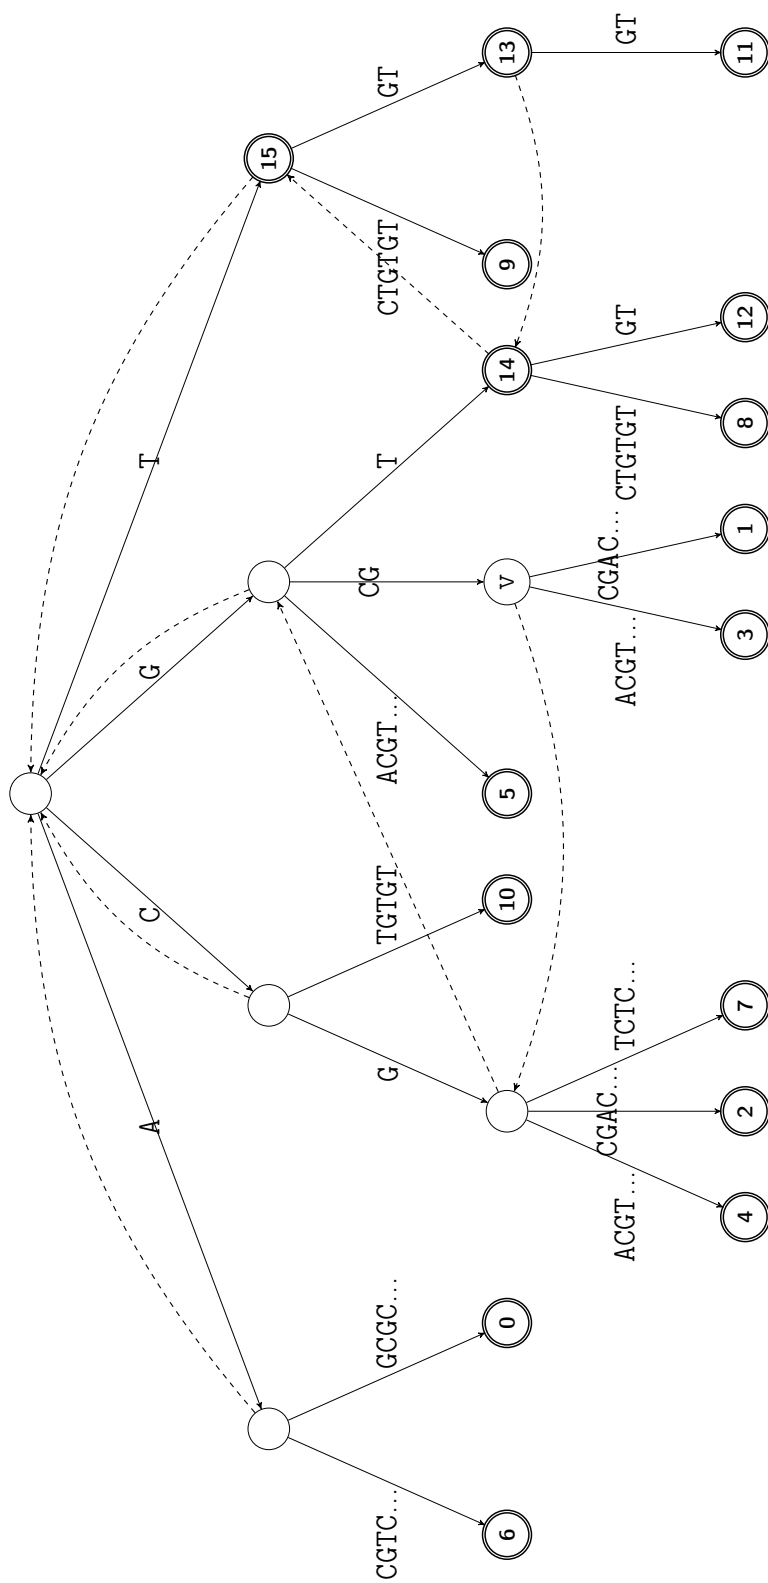 A C G T
15
CGTC... GCGC... G TGTGT ACGT... CG T CTGTGT GT
6 0 10 5 v 14 9 13
ACGT... CGAC... TCTC... ACGT... CGAC... CTGTGT GT GT
4 2 7 3 1 8 12 11